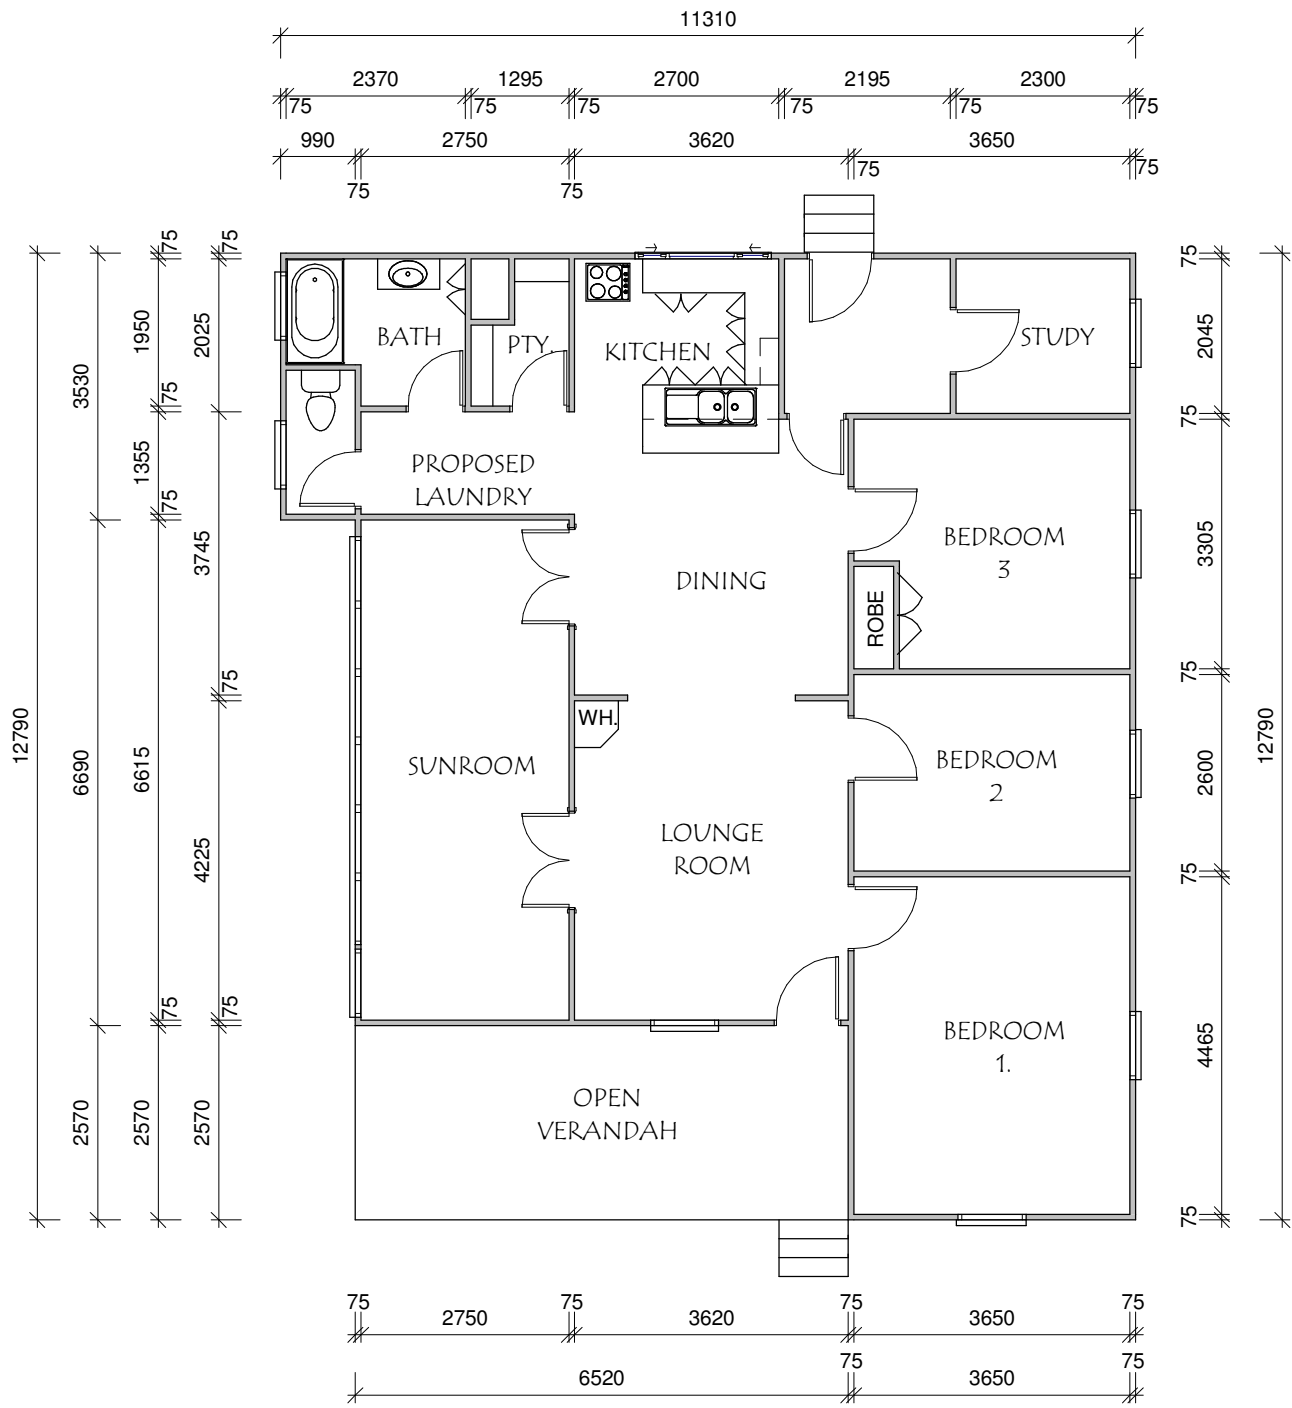 11310
2370 1295 2700 2195 2300
75 75 75 75 75 75
990 2750 3620 3650
75 75 75 75
75 75 75
BATH PTY. KITCHEN STUDY
1950 2025 2045
3530
75 75
PROPOSED
LAUNDRY
1355
75
3745
BEDROOM
3
3305
DINING
ROBE
75 75
WH.
12790 12790
6690 6615
SUNROOM
BEDROOM
2
2600
LOUNGE
ROOM
4225
75
75 75
BEDROOM
1.
4465
OPEN
VERANDAH
2570 2570 2570
75
75 75 75 75
2750 3620 3650
75 75
6520 3650